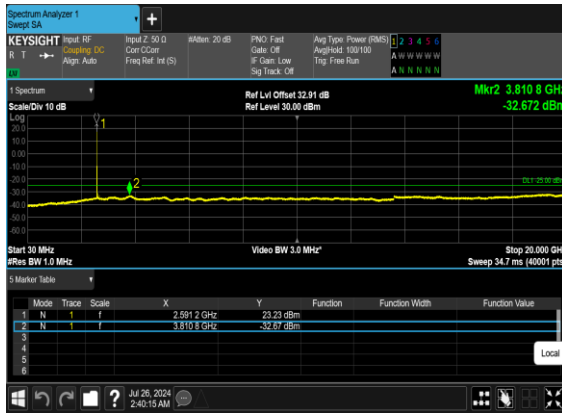 Spectrum Analyzer 1
Swept SA
+
KEYSIGHT Input: RF Input Z: 50 Ω #Atten: 20 dB PNO: Fast Avg Type: Power (RMS) 1 2 3 4 5 6
R T Coupling: DC Corr CCorr Gate: Off Avg|Hold: 100/100 A W W W W W
Align: Auto Freq Ref: Int (S) IF Gain: Low Trig: Free Run
Sig Track: Off A N N N N N
1 Spectrum
Ref Lvl Offset 32.91 dB Mkr2 3.810 8 GHz
Scale/Div 10 dB Ref Level 30.00 dBm -32.672 dBm
Log
20.0
10.0
0.00
-10.0
-20.0
-30.0
-40.0
-50.0
-60.0
1
2
DL1 -25.00 dBm
Start 30 MHz Video BW 3.0 MHz* Stop 20.000 GHz
#Res BW 1.0 MHz Sweep 34.7 ms (40001 pts)
5 Marker Table
Mode Trace Scale X Y Function Function Width Function Value
1 N 1 f 2.591 2 GHz 23.23 dBm
2 N 1 f 3.810 8 GHz -32.67 dBm
3
4
5
6
Local
?
Jul 26, 2024
2:40:15 AM